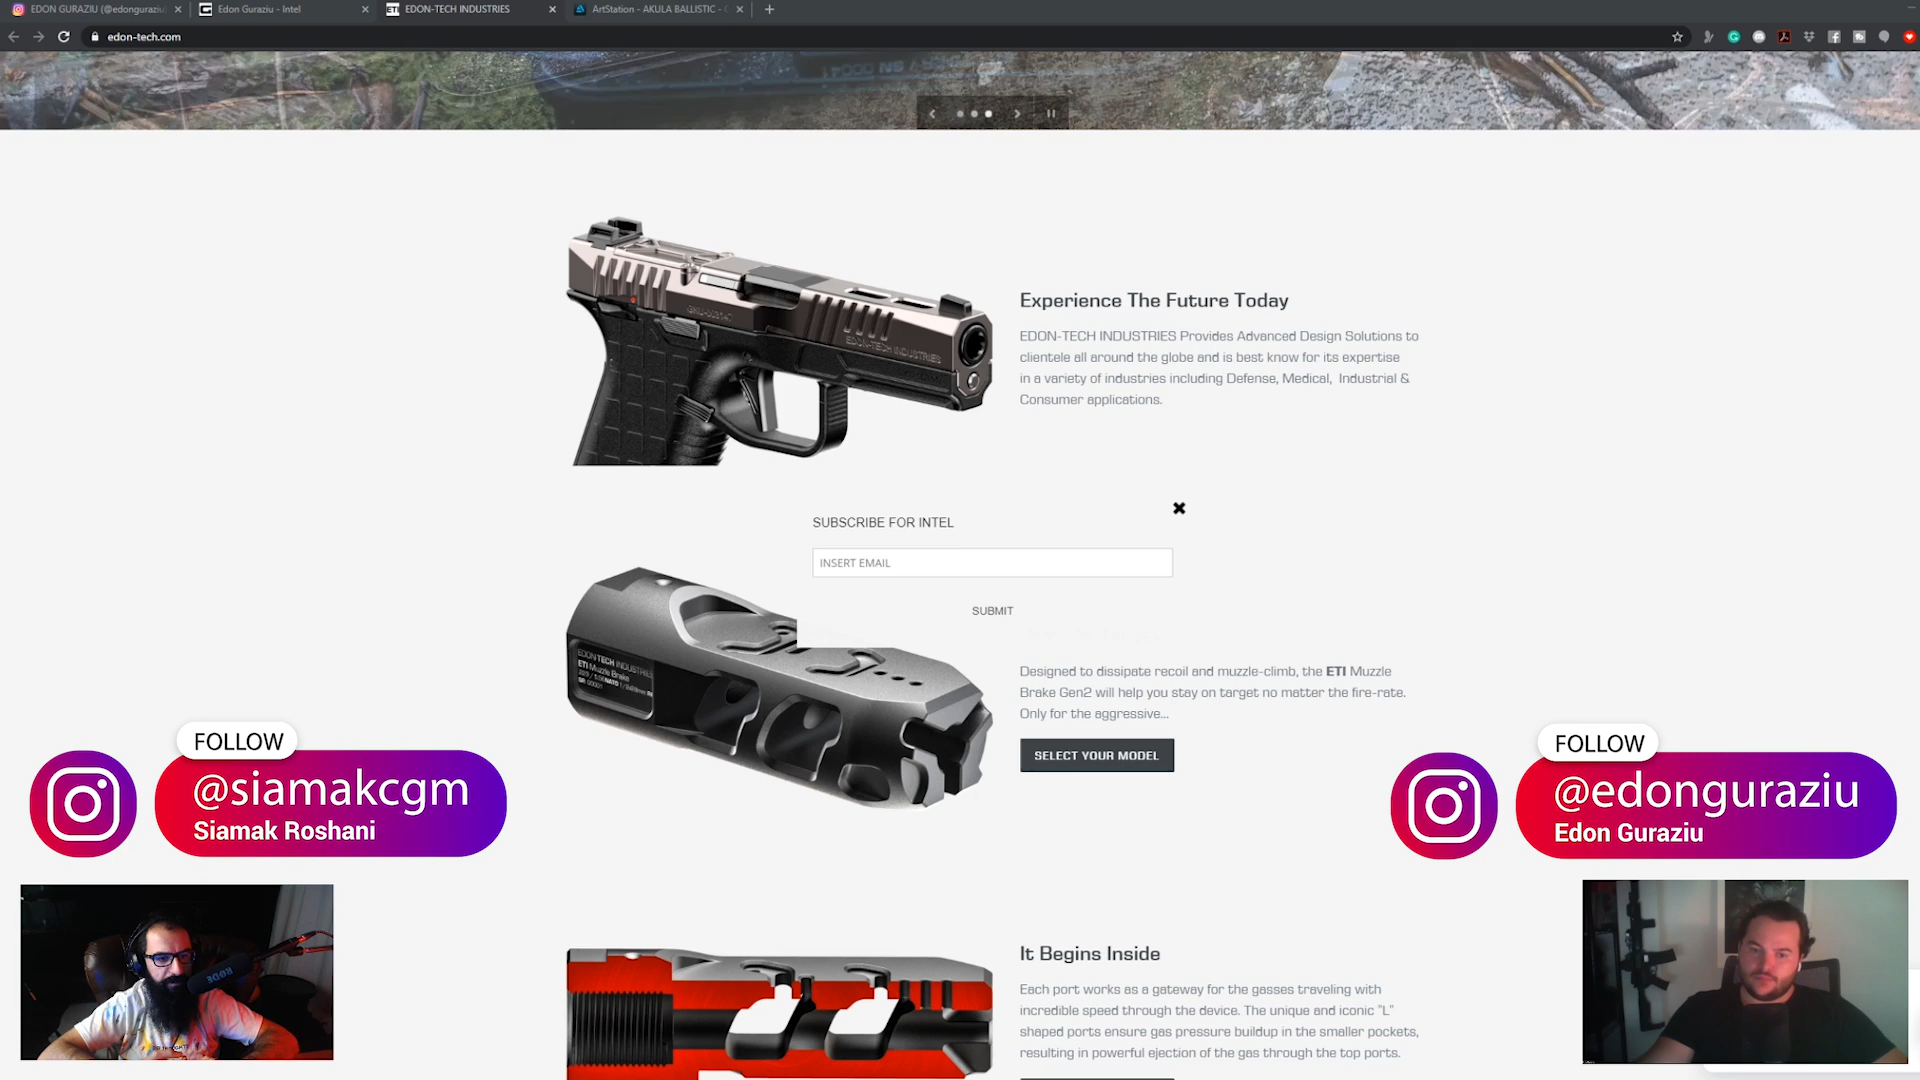 EDON GURAZIU (@edonguraziu)
Edon Guraziu - Intel
EDON-TECH INDUSTRIES
ArtStation - AKULA BALLISTIC -
edon-tech.com
EDON-TECH INDUSTRIES
Experience The Future Today
EDON-TECH INDUSTRIES Provides Advanced Design Solutions to
clientele all around the globe and is best know for its expertise
in a variety of industries including Defense, Medical, Industrial &
Consumer applications.
SUBSCRIBE FOR INTEL
INSERT EMAIL
SUBMIT
EDON-TECH INDUSTRIES
ETI Muzzle Brake
Designed to dissipate recoil and muzzle-climb, the ETI Muzzle
Brake Gen2 will help you stay on target no matter the fire-rate.
Only for the aggressive...
SELECT YOUR MODEL
FOLLOW
@siamakcgm
Siamak Roshani
FOLLOW
@edonguraziu
Edon Guraziu
It Begins Inside
Each port works as a gateway for the gasses traveling with
incredible speed through the device. The unique and iconic "L"
shaped ports ensure gas pressure buildup in the smaller pockets,
resulting in powerful ejection of the gas through the top ports.
RØDE